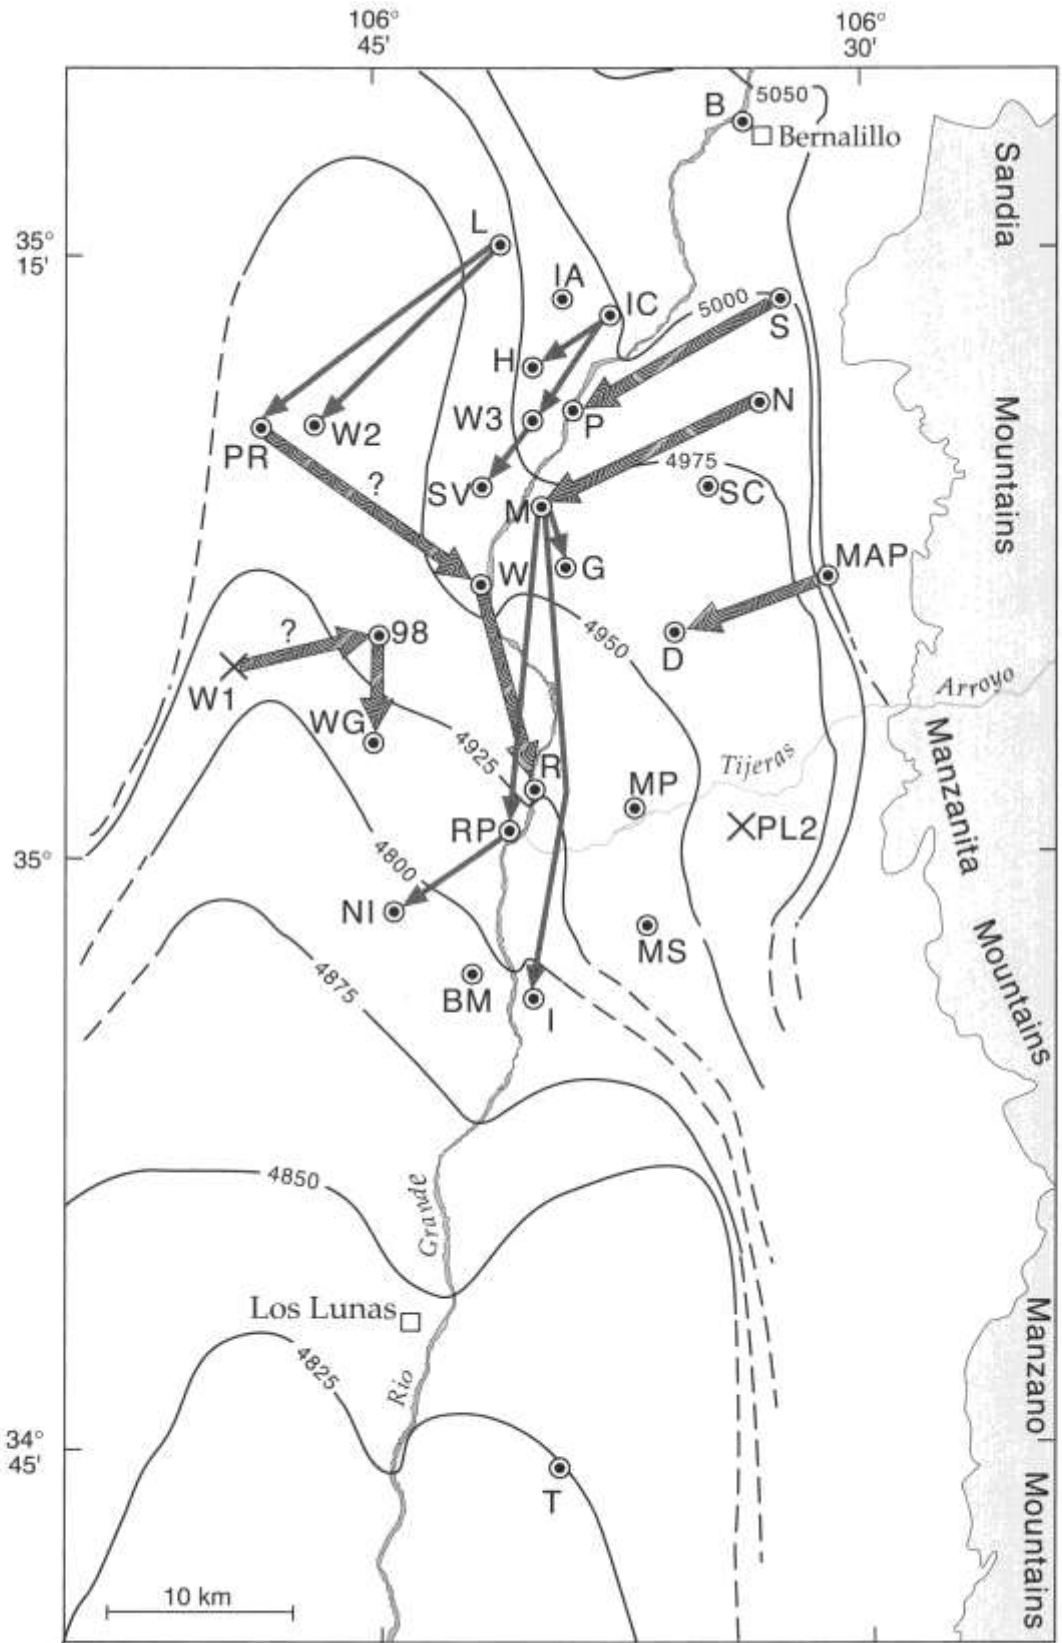 106°
45'
106°
30'
5050
B
Bernalillo
Sandia
L
35°
15'
IA
IC
5000
S
H
N
W3
P
W2
PR
Mountains
4975
?
SV
SC
M
MAP
G
W
4950
?
98
D
W1
Arroyo
WG
4925
Tijeras
Manzanita
R
MP
PL2
RP
35°
4800
NI
MS
Mountains
4875
BM
I
4850
Grande
Los Lunas
Manzano
4825
Rio
34°
45'
T
Mountains
10 km